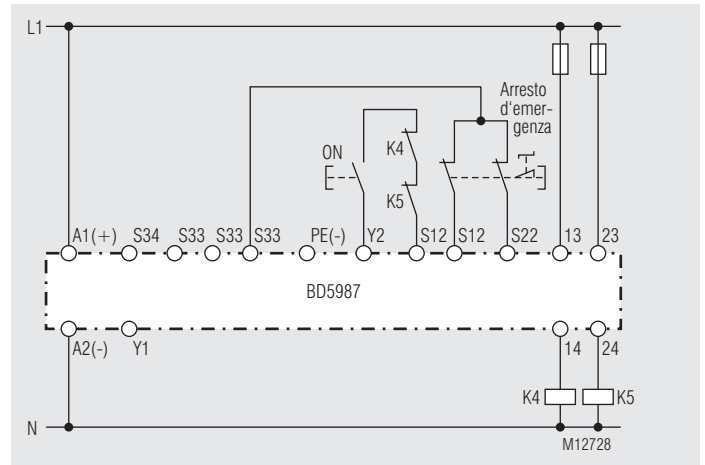 L1
Arresto
d'emer-
genza
ON
K4
K5
A1(+) S34 S33 S33 S33 PE(-) Y2 S12 S12 S22 13 23
BD5987
A2(-) Y1 14 24
K4 K5
N
M12728